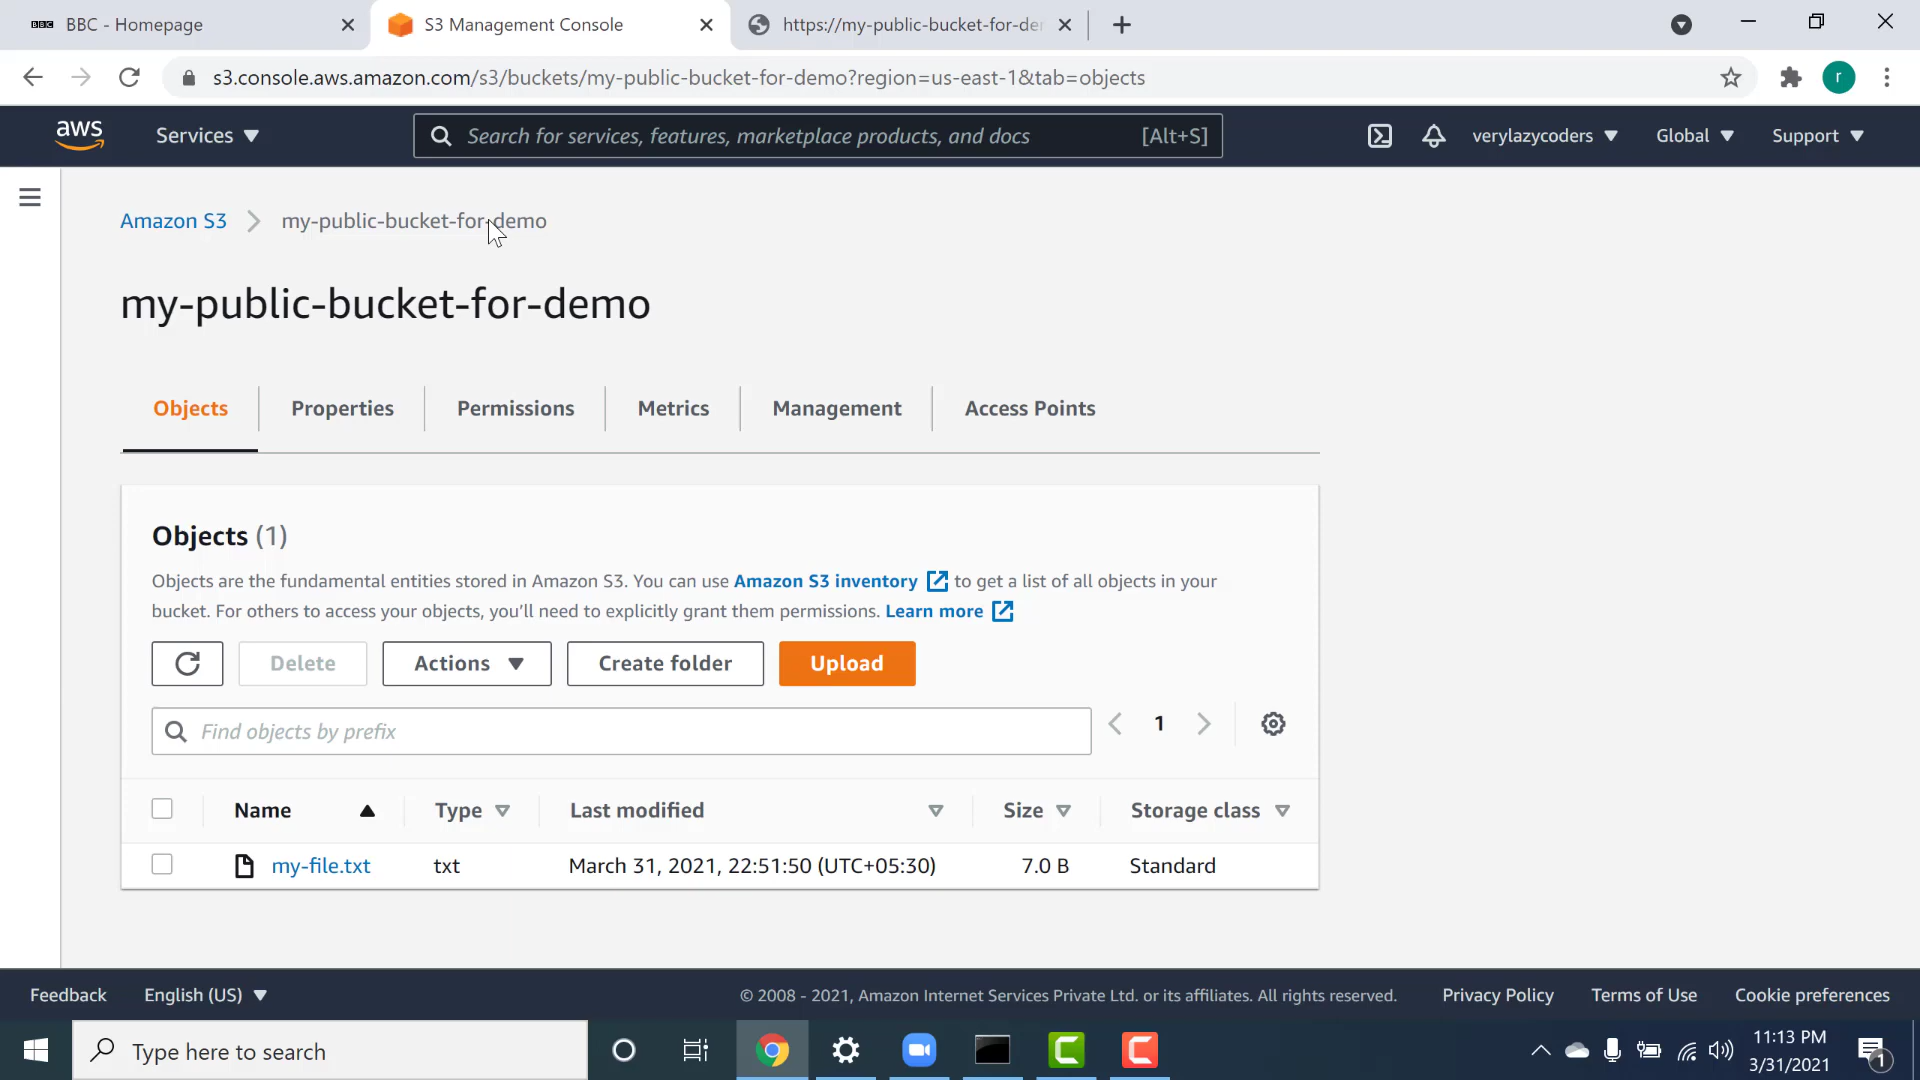 BBC BBC - Homepage
S3 Management Console
https://my-public-bucket-for-de
s3.console.aws.amazon.com/s3/buckets/my-public-bucket-for-demo?region=us-east-1&tab=objects
r
aws
Services
Search for services, features, marketplace products, and docs [Alt+S]
verylazycoders
Global
Support
Amazon S3
my-public-bucket-for-demo
my-public-bucket-for-demo
Objects
Properties
Permissions
Metrics
Management
Access Points
Objects (1)
Objects are the fundamental entities stored in Amazon S3. You can use Amazon S3 inventory to get a list of all objects in your
bucket. For others to access your objects, you'll need to explicitly grant them permissions. Learn more
Delete
Actions
Create folder
Upload
Find objects by prefix
1
Name
Type
Last modified
Size
Storage class
my-file.txt
txt
March 31, 2021, 22:51:50 (UTC+05:30)
7.0 B
Standard
Feedback
English (US)
© 2008 - 2021, Amazon Internet Services Private Ltd. or its affiliates. All rights reserved.
Privacy Policy
Terms of Use
Cookie preferences
Type here to search
11:13 PM
3/31/2021
1